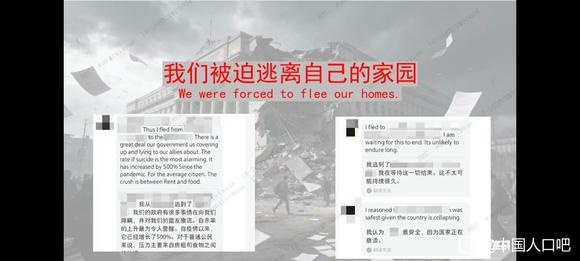 我们被迫逃离自己的家园
We were forced to flee our homes.
Thus I fled from
to the There is a
great deal our government us covering
up and lying to our allies about. The
rate if suicide is the most alarming. It
has increased by 500% Since the
pandemic. For the average citizen. The
crush is between Rent and food.
我从 逃到了
我们的政府有很多事情在向我们
隐瞒，并对我们的盟友撒谎。自杀率
的上升最为令人警醒。自疫情以来，
它已经增长了500%。对于普通公民
来说，压力主要来自房租和食物之间
I fled to
I am
waiting for this to end. Its unlikely to
endure long.
我逃到了
我在等待这一切结束。这不太可
能持续很久。
I reasoned was
safest given the country is collapsing.
我认为 最安全，因为国家正在
崩溃。
中国人口吧